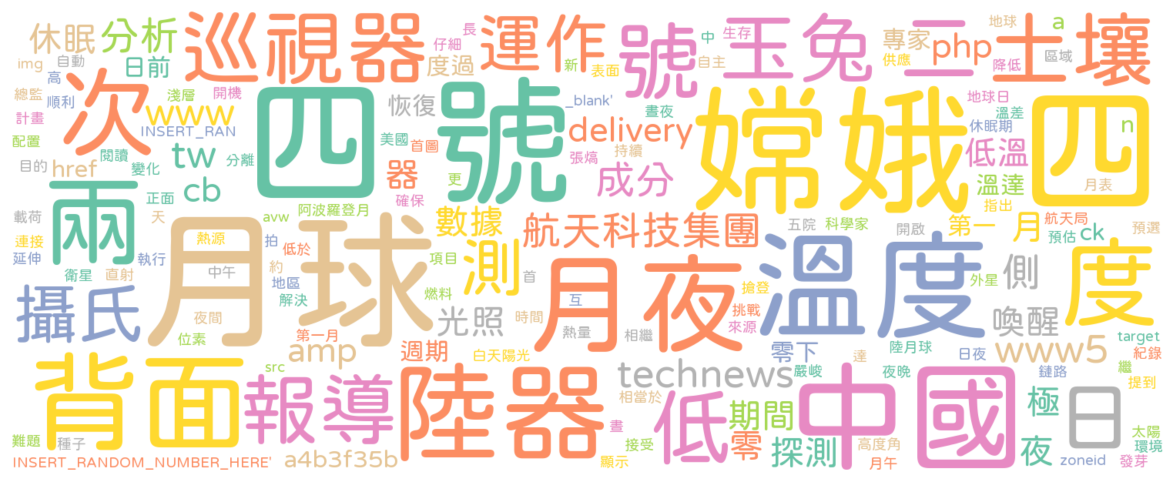 休眠 分析 巡視器 運作 號 中 生存 玉兔 二 專家 php 地球 a 土壤
img 自動 日前 度過 仔細 長 新 表面 自主 供應 降低 區域
總監 高 順利 淺層 開機 次 www 四 號 恢復 _blank' 美國 首圖 晝夜 delivery 嫦娥 四 地球日 溫差 休眠期 n
計畫 配置 閱讀 INSERT_RAN tw 變化 分離 器 張熇 持續 成分 低溫 溫達 月表
目的 href cb 正面 確保 更 指出
載荷 兩 天 avw 阿波羅登月 數據 航天科技集團 五院 科學家 第一 月 航天局 預選
連接 延伸 熱源 拍 低於 項目 測 開啟 預估 ck
衛星 直射 執行 中午 月球 約 地區 解決 燃料 首 月夜 互 搶登 溫度 外星 側 度
攝氏 夜間 光照 時間 熱量 相繼 挑戰 來源 喚醒 target
位素 第一月 amp 週期 白天陽光 零下 嚴峻 陸月球 夜晚 日夜 www5 鏈路 紀錄 繼 提到 達
背面 src 報導 陸器 technews 相當於 低 期間 中國 極 日
難題 種子 a4b3f35b 晝 接受 零 探測 高度角 夜 太陽 環境
INSERT_RANDOM_NUMBER_HERE' 顯示 月午 zoneid 發芽